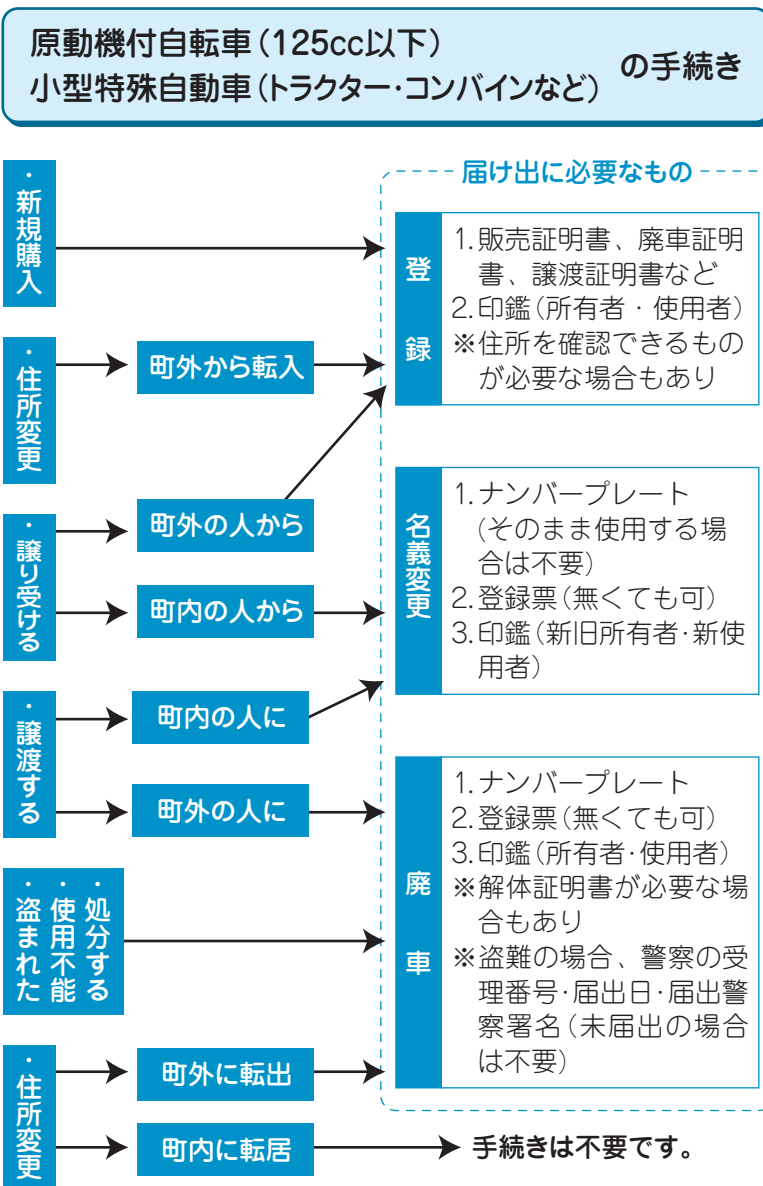 原動機付自転車(125cc以下)
小型特殊自動車(トラクター・コンバインなど)
の手続き
届け出に必要なもの
・新規購入
登録
1.販売証明書、廃車証明
書、譲渡証明書など
2.印鑑(所有者・使用者)
※住所を確認できるもの
が必要な場合もあり
・住所変更
町外から転入
・譲り受ける
町外の人から
町内の人から
名義変更
1.ナンバープレート
(そのまま使用する場
合は不要)
2.登録票(無くても可)
3.印鑑(新旧所有者・新使
用者)
・譲渡する
町内の人に
町外の人に
廃車
1.ナンバープレート
2.登録票(無くても可)
3.印鑑(所有者・使用者)
※解体証明書が必要な場
合もあり
※盗難の場合、警察の受
理番号・届出日・届出警
察署名(未届出の場合
は不要)
・処分する
・使用不能
・盗まれた
・住所変更
町外に転出
町内に転居
手続きは不要です。